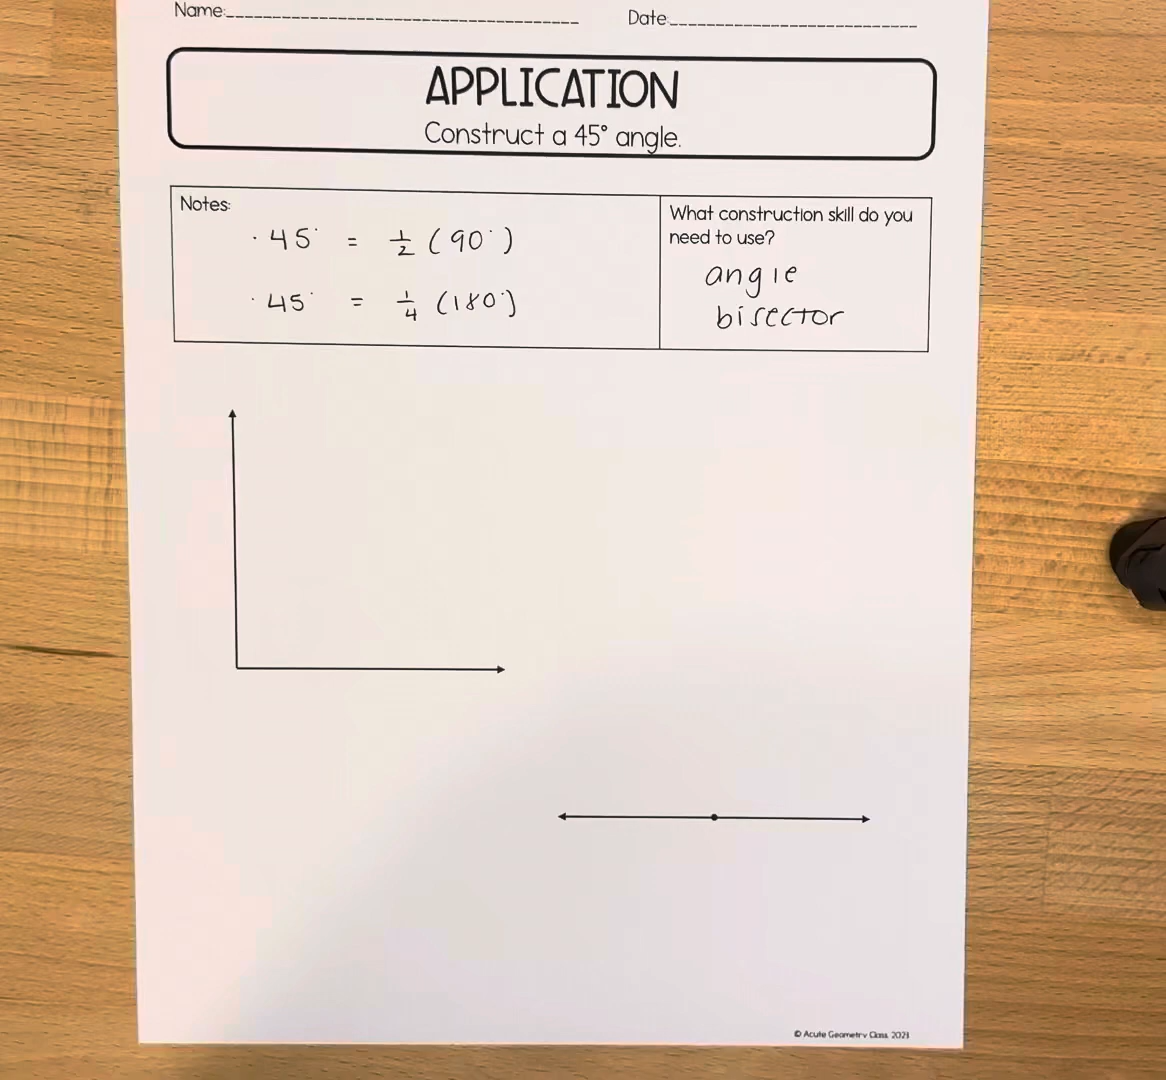 Name: Date:
APPLICATION
Construct a 45° angle.
Notes:
· 45° = 1/2 (90°)
· 45° = 1/4 (180°)
What construction skill do you
need to use?
angle
bisector
© Acute Geometry Class, 2021